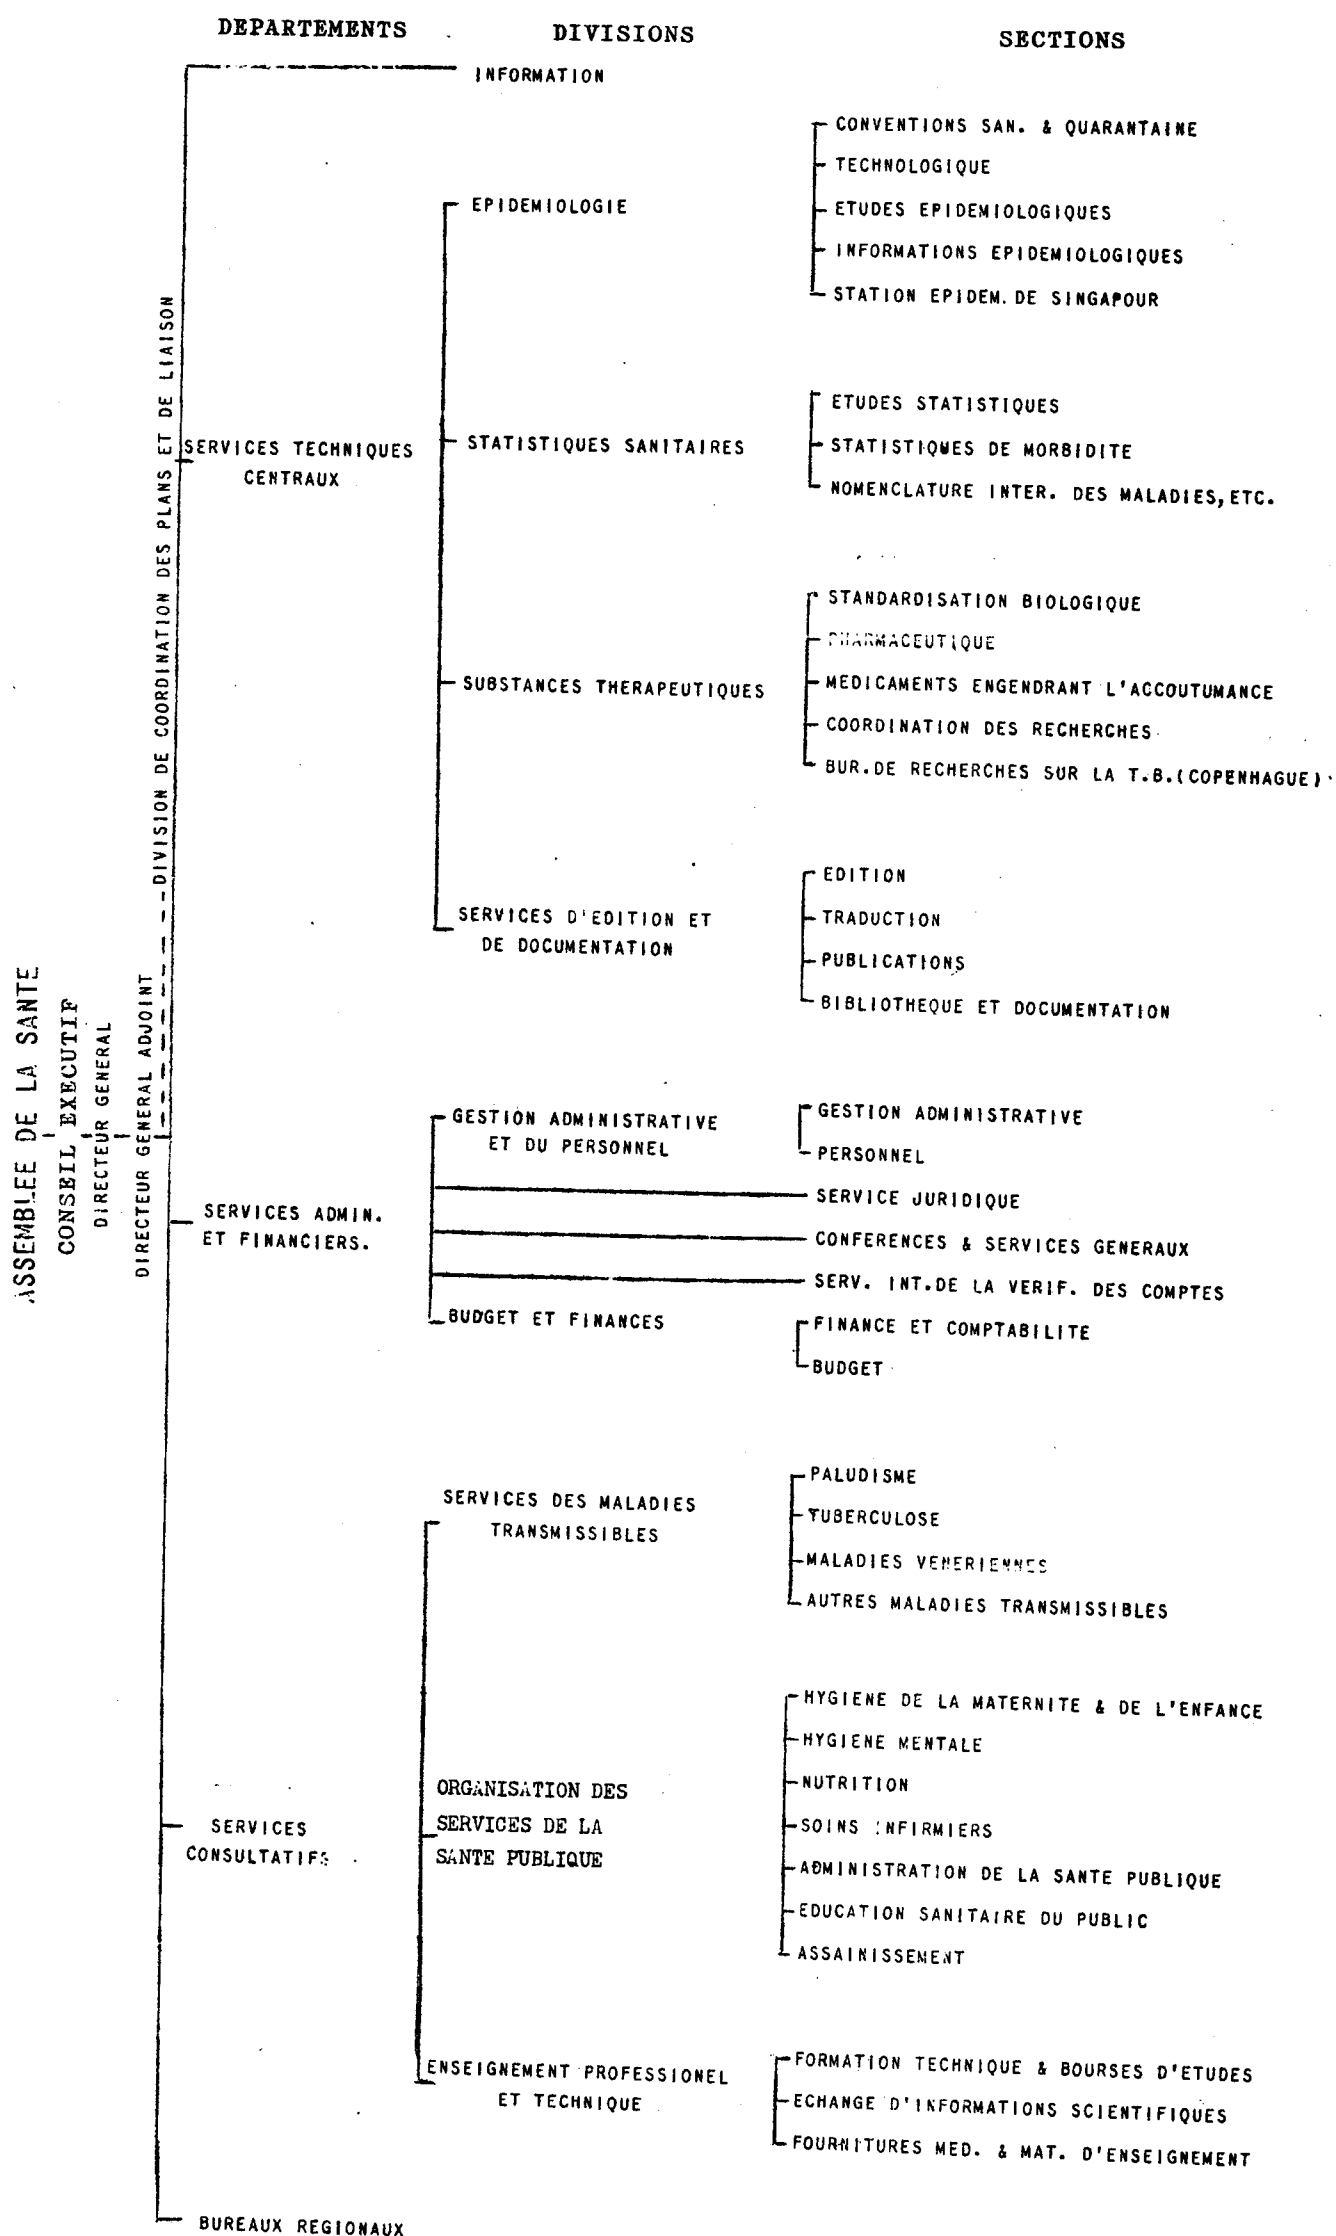 DEPARTEMENTS
DIVISIONS
SECTIONS
ASSEMBLEE DE LA SANTE
CONSEIL EXECUTIF
DIRECTEUR GENERAL
DIRECTEUR GENERAL ADJOINT
DIVISION DE COORDINATION DES PLANS ET DE LIAISON
INFORMATION
SERVICES TECHNIQUES
CENTRAUX
EPIDEMIOLOGIE
CONVENTIONS SAN. & QUARANTAINE
TECHNOLOGIQUE
ETUDES EPIDEMIOLOGIQUES
INFORMATIONS EPIDEMIOLOGIQUES
STATION EPIDEM. DE SINGAPOUR
STATISTIQUES SANITAIRES
ETUDES STATISTIQUES
STATISTIQUES DE MORBIDITE
NOMENCLATURE INTER. DES MALADIES, ETC.
SUBSTANCES THERAPEUTIQUES
STANDARDISATION BIOLOGIQUE
PHARMACEUTIQUE
MEDICAMENTS ENGENDRANT L'ACCOUTUMANCE
COORDINATION DES RECHERCHES
BUR. DE RECHERCHES SUR LA T.B. (COPENHAGUE)
SERVICES D'EDITION ET
DE DOCUMENTATION
EDITION
TRADUCTION
PUBLICATIONS
BIBLIOTHEQUE ET DOCUMENTATION
SERVICES ADMIN.
ET FINANCIERS.
GESTION ADMINISTRATIVE
ET DU PERSONNEL
GESTION ADMINISTRATIVE
PERSONNEL
SERVICE JURIDIQUE
CONFERENCES & SERVICES GENERAUX
SERV. INT. DE LA VERIF. DES COMPTES
BUDGET ET FINANCES
FINANCE ET COMPTABILITE
BUDGET
SERVICES
CONSULTATIFS
SERVICES DES MALADIES
TRANSMISSIBLES
PALUDISME
TUBERCULOSE
MALADIES VENERIENNES
AUTRES MALADIES TRANSMISSIBLES
ORGANISATION DES
SERVICES DE LA
SANTE PUBLIQUE
HYGIENE DE LA MATERNITE & DE L'ENFANCE
HYGIENE MENTALE
NUTRITION
SOINS INFIRMIERS
ADMINISTRATION DE LA SANTE PUBLIQUE
EDUCATION SANITAIRE DU PUBLIC
ASSAINISSEMENT
ENSEIGNEMENT PROFESSIONEL
ET TECHNIQUE
FORMATION TECHNIQUE & BOURSES D'ETUDES
ECHANGE D'INFORMATIONS SCIENTIFIQUES
FOURNITURES MED. & MAT. D'ENSEIGNEMENT
BUREAUX REGIONAUX